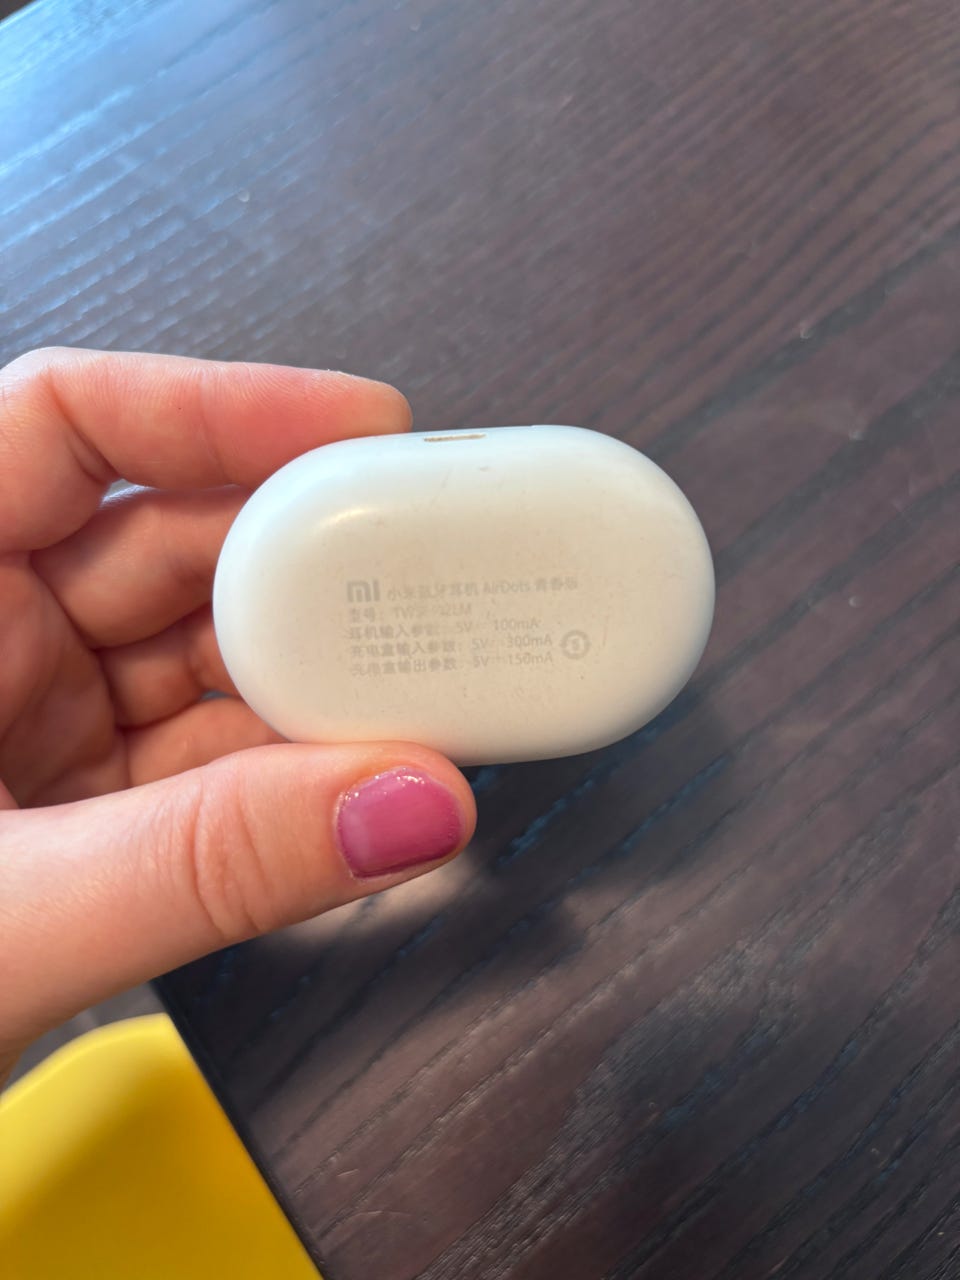 mi 小米蓝牙耳机 AirDots 青春版
型号：
耳机输入参数：5V⎓100mA
充电盒输入参数：5V⎓300mA
充电盒输出参数：5V⎓150mA